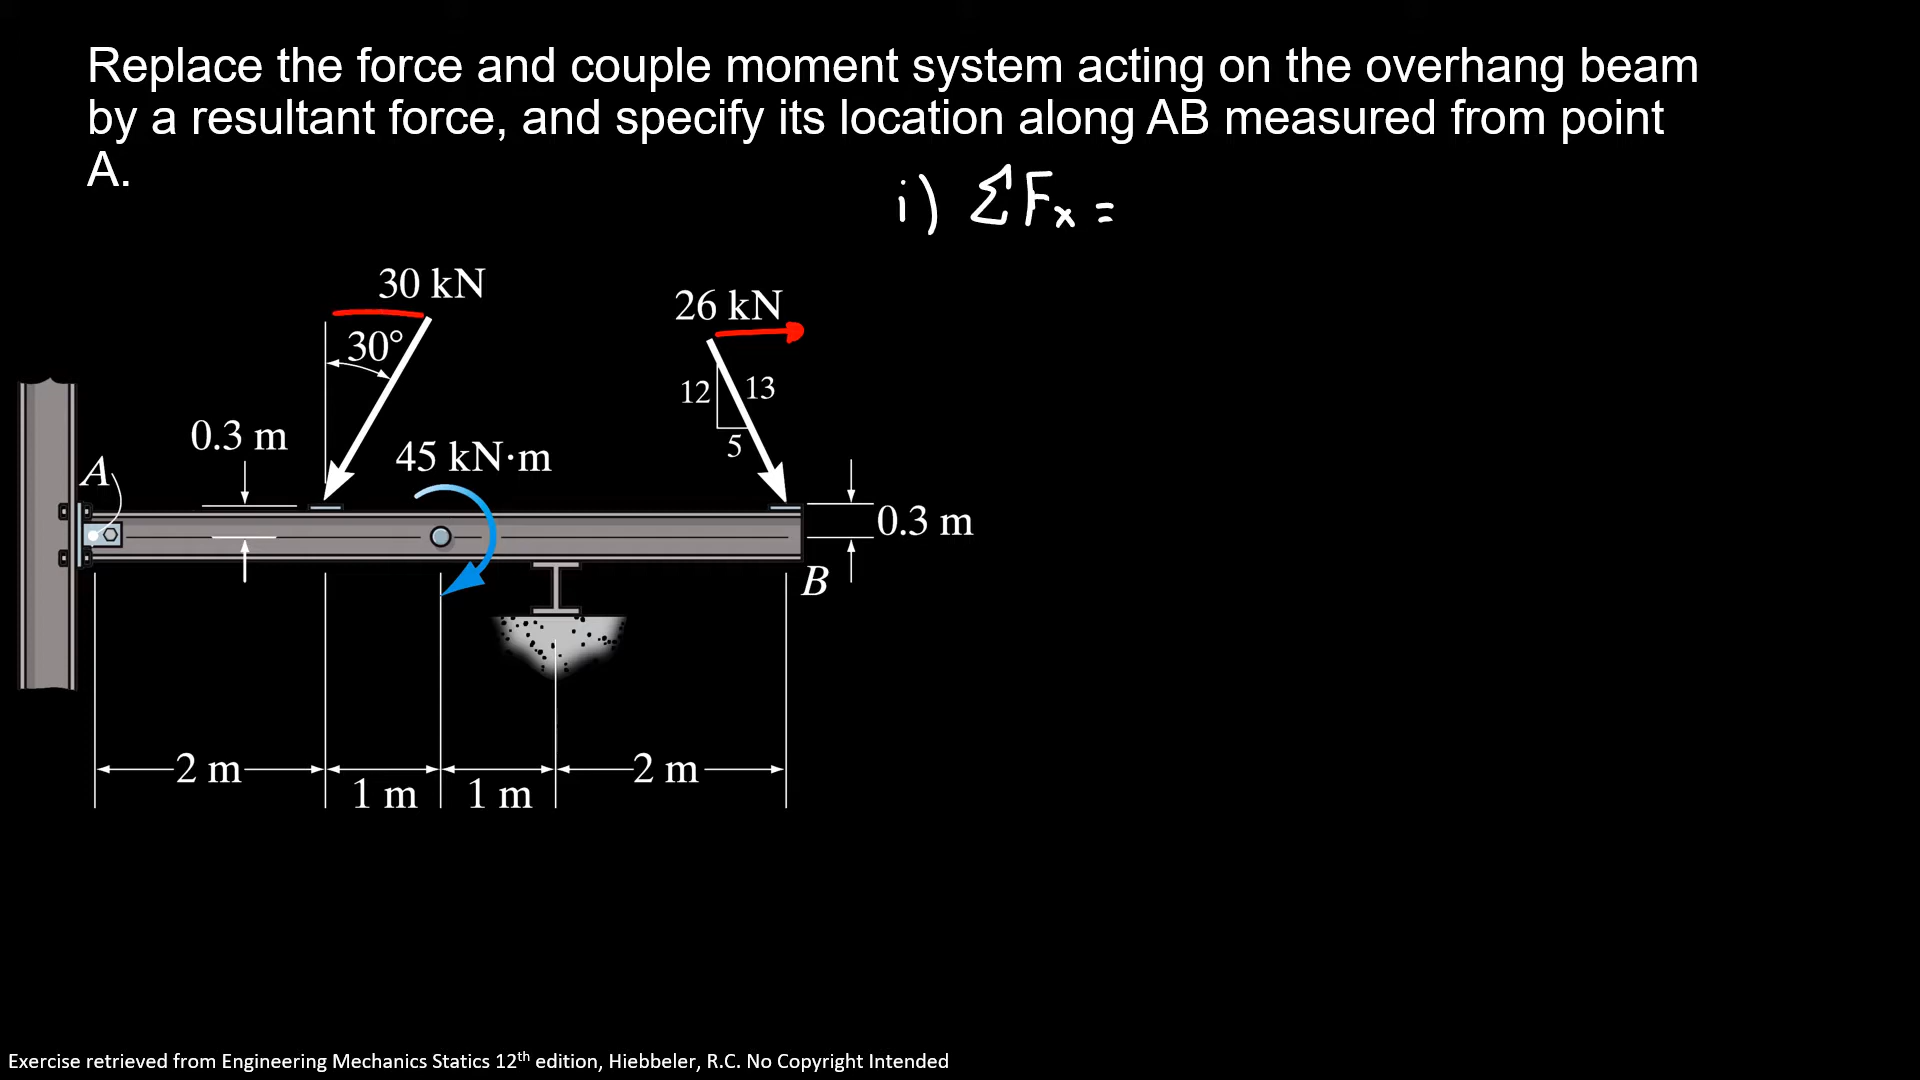 Replace the force and couple moment system acting on the overhang beam
by a resultant force, and specify its location along AB measured from point
A.
i) ΣFx =
30 kN
26 kN
30°
12
13
5
0.3 m
45 kN·m
A
0.3 m
B
2 m
1 m
1 m
2 m
Exercise retrieved from Engineering Mechanics Statics 12th edition, Hiebbeler, R.C. No Copyright Intended